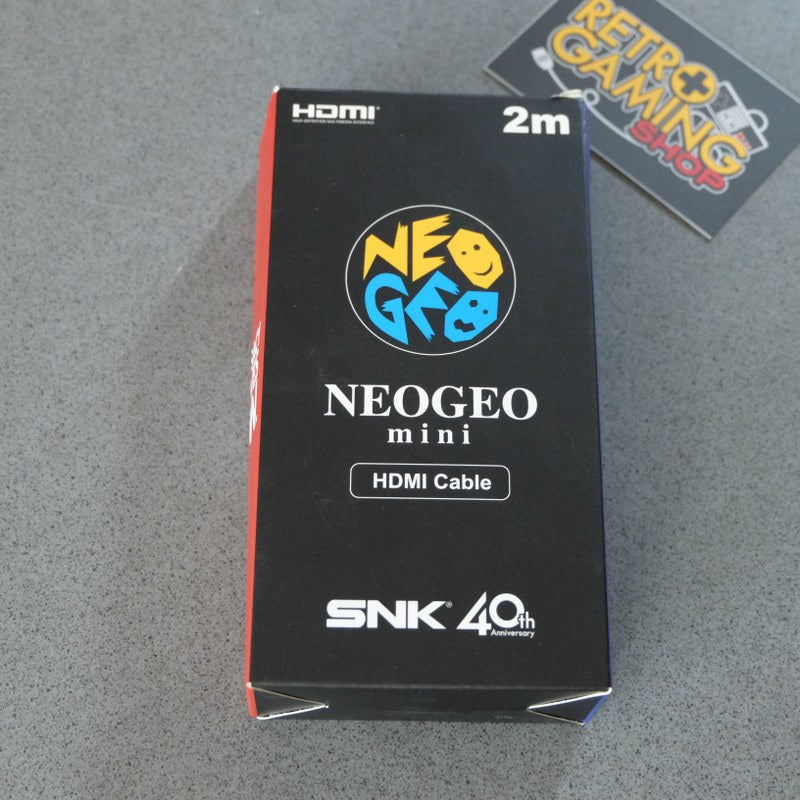 RETRO
GAMING
SHOP
HDMI
HIGH-DEFINITION MULTIMEDIA INTERFACE
2m
NEO
GEO
NEOGEO
mini
HDMI Cable
SNK® 40th
Anniversary